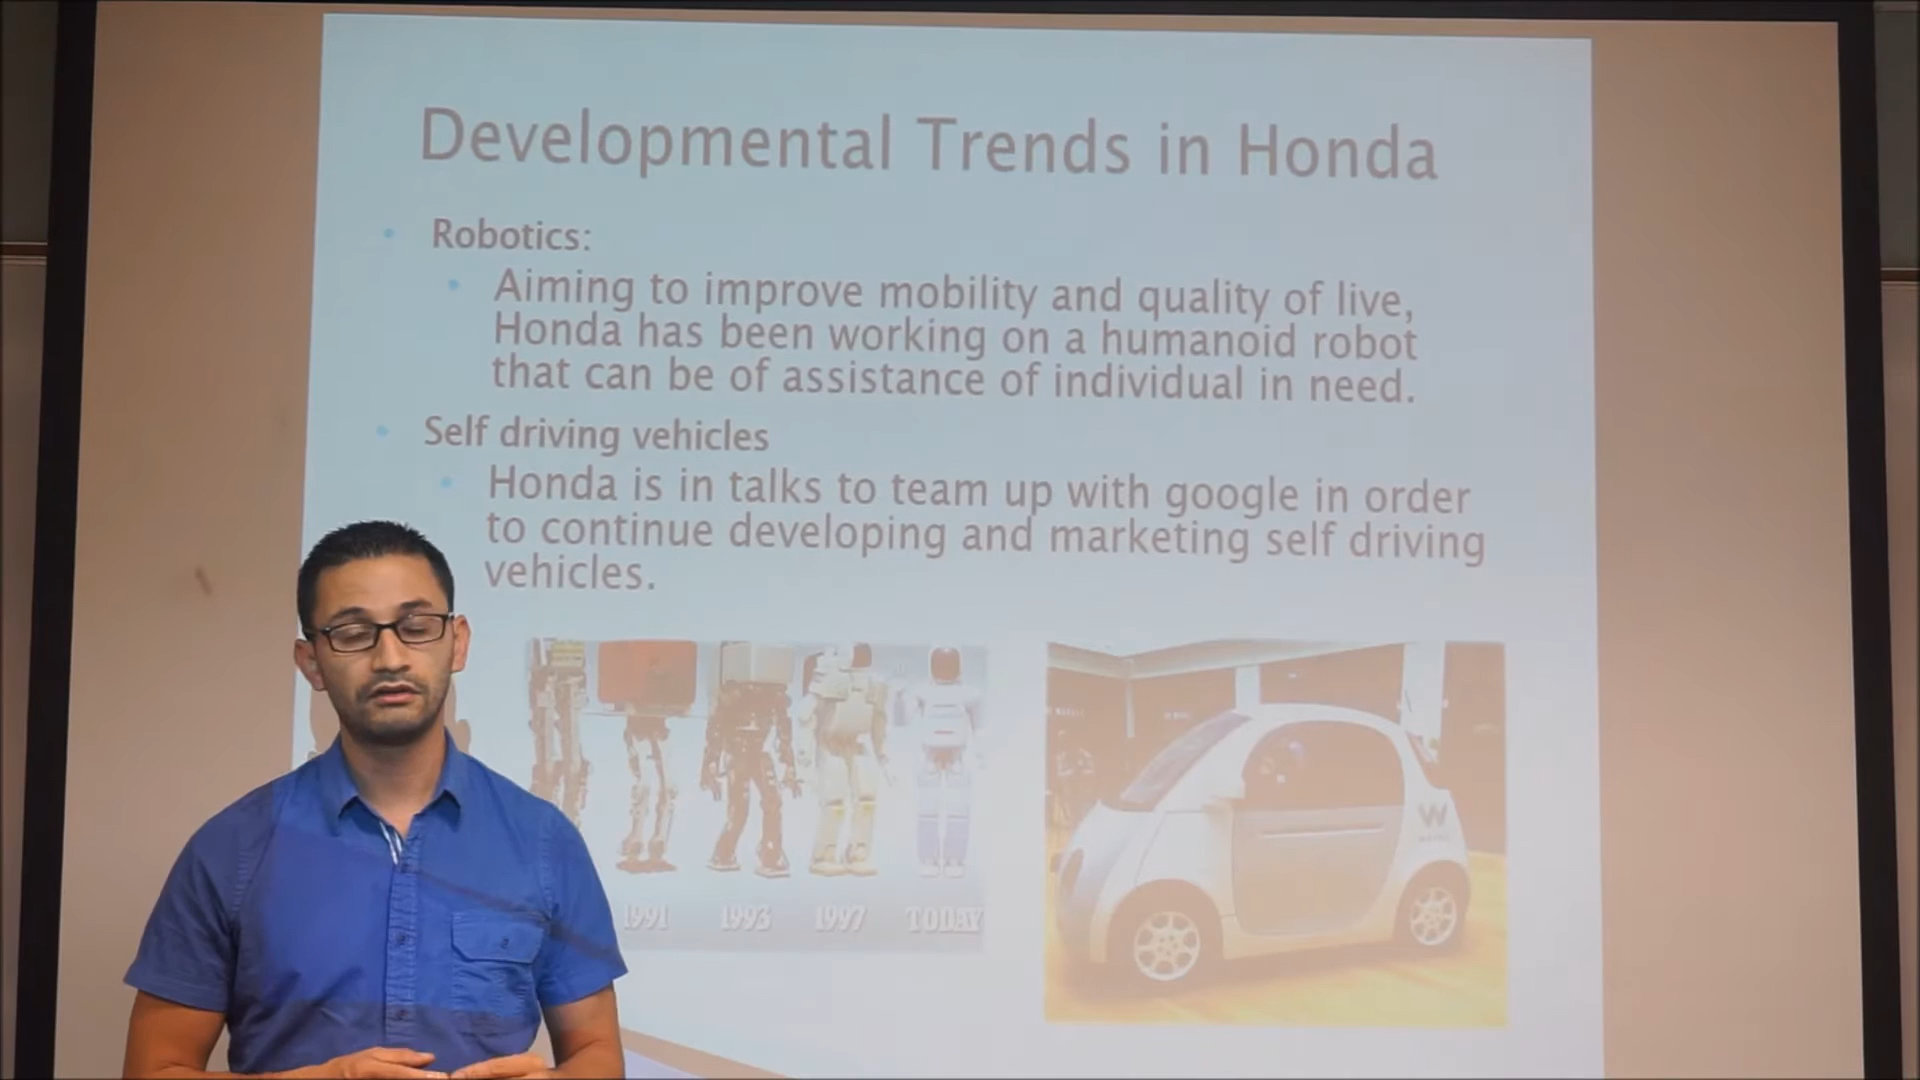 Developmental Trends in Honda
Robotics:
Aiming to improve mobility and quality of live,
Honda has been working on a humanoid robot
that can be of assistance of individual in need.
Self driving vehicles
Honda is in talks to team up with google in order
to continue developing and marketing self driving
vehicles.
1991 1993 1997 TODAY
W